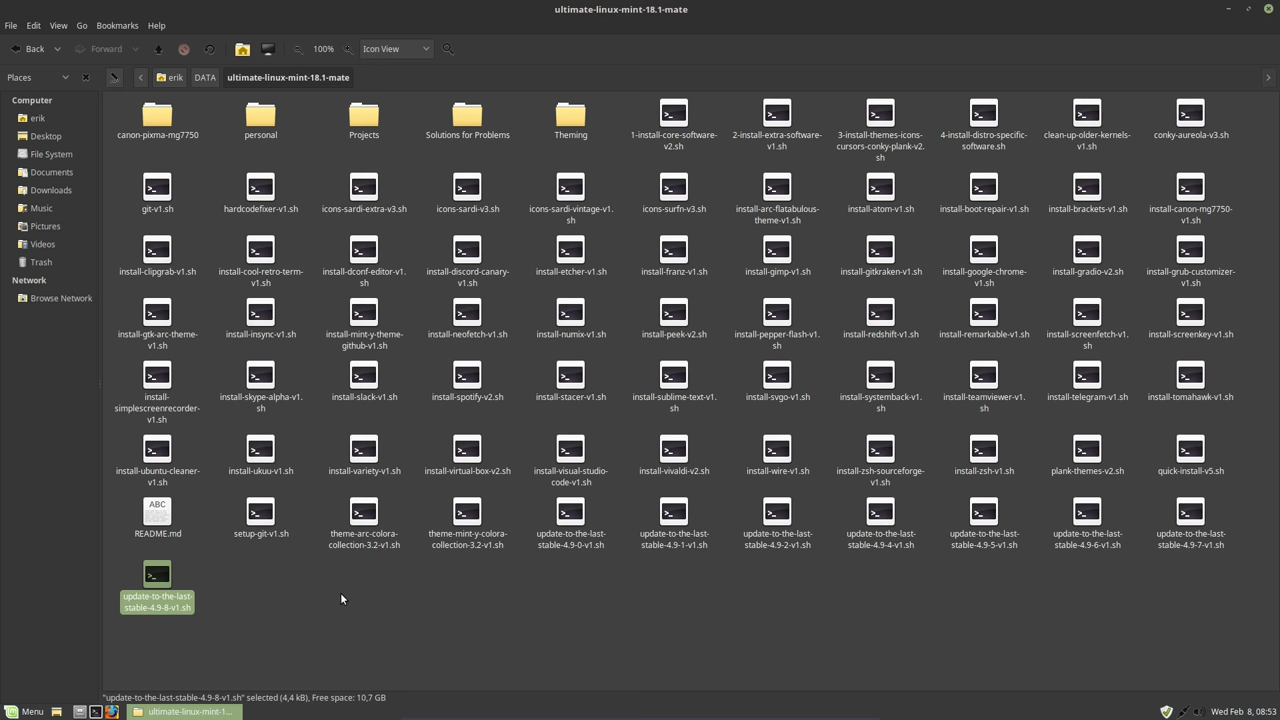 ultimate-linux-mint-18.1-mate
File Edit View Go Bookmarks Help
Back Forward 100% Icon View
Places erik DATA ultimate-linux-mint-18.1-mate
Computer
erik
Desktop
File System
Documents
Downloads
Music
Pictures
Videos
Trash
Network
Browse Network
canon-pixma-mg7750
personal
Projects
Solutions for Problems
Theming
1-install-core-software-
v2.sh
2-install-extra-software-
v1.sh
3-install-themes-icons-
cursors-conky-plank-v2.
sh
4-install-distro-specific-
software.sh
clean-up-older-kernels-
v1.sh
conky-aureola-v3.sh
git-v1.sh
hardcodefixer-v1.sh
icons-sardi-extra-v3.sh
icons-sardi-v3.sh
icons-sardi-vintage-v1.
sh
icons-surfn-v3.sh
install-arc-flatabulous-
theme-v1.sh
install-atom-v1.sh
install-boot-repair-v1.sh
install-brackets-v1.sh
install-canon-mg7750-
v1.sh
install-clipgrab-v1.sh
install-cool-retro-term-
v1.sh
install-dconf-editor-v1.
sh
install-discord-canary-
v1.sh
install-etcher-v1.sh
install-franz-v1.sh
install-gimp-v1.sh
install-gitkraken-v1.sh
install-google-chrome-
v1.sh
install-gradio-v2.sh
install-grub-customizer-
v1.sh
install-gtk-arc-theme-
v1.sh
install-insync-v1.sh
install-mint-y-theme-
github-v1.sh
install-neofetch-v1.sh
install-numix-v1.sh
install-peek-v2.sh
install-pepper-flash-v1.
sh
install-redshift-v1.sh
install-remarkable-v1.sh
install-screenfetch-v1.
sh
install-screenkey-v1.sh
install-
simplescreenrecorder-
v1.sh
install-skype-alpha-v1.
sh
install-slack-v1.sh
install-spotify-v2.sh
install-stacer-v1.sh
install-sublime-text-v1.
sh
install-svgo-v1.sh
install-systemback-v1.
sh
install-teamviewer-v1.
sh
install-telegram-v1.sh
install-tomahawk-v1.sh
install-ubuntu-cleaner-
v1.sh
install-ukuu-v1.sh
install-variety-v1.sh
install-virtual-box-v2.sh
install-visual-studio-
code-v1.sh
install-vivaldi-v2.sh
install-wire-v1.sh
install-zsh-sourceforge-
v1.sh
install-zsh-v1.sh
plank-themes-v2.sh
quick-install-v5.sh
ABC
README.md
setup-git-v1.sh
theme-arc-colora-
collection-3.2-v1.sh
theme-mint-y-colora-
collection-3.2-v1.sh
update-to-the-last-
stable-4.9-0-v1.sh
update-to-the-last-
stable-4.9-1-v1.sh
update-to-the-last-
stable-4.9-2-v1.sh
update-to-the-last-
stable-4.9-4-v1.sh
update-to-the-last-
stable-4.9-5-v1.sh
update-to-the-last-
stable-4.9-6-v1.sh
update-to-the-last-
stable-4.9-7-v1.sh
update-to-the-last-
stable-4.9-8-v1.sh
"update-to-the-last-stable-4.9-8-v1.sh" selected (4,4 kB), Free space: 10,7 GB
Menu ultimate-linux-mint-1... Wed Feb 8, 08:53